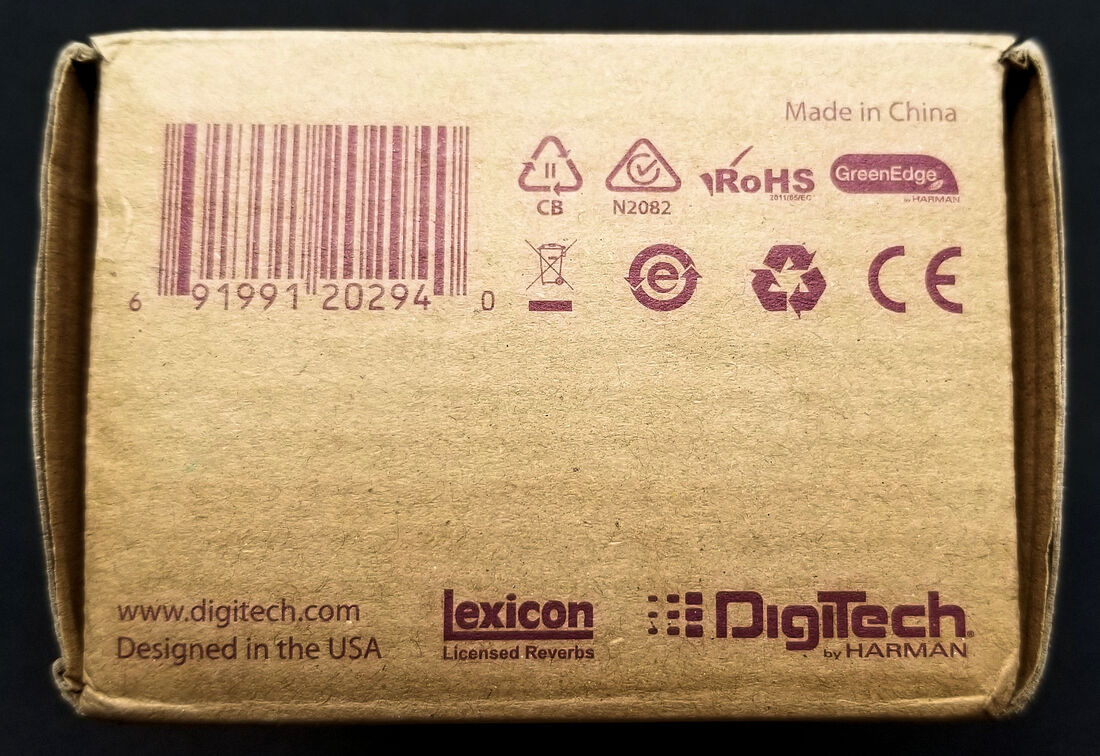 Made in China
CB
N2082
RoHS
2011/65/EC
GreenEdge
by HARMAN
e
CE
6 91991 20294 0
www.digitech.com
Designed in the USA
Lexicon
Licensed Reverbs
DigiTech
by HARMAN